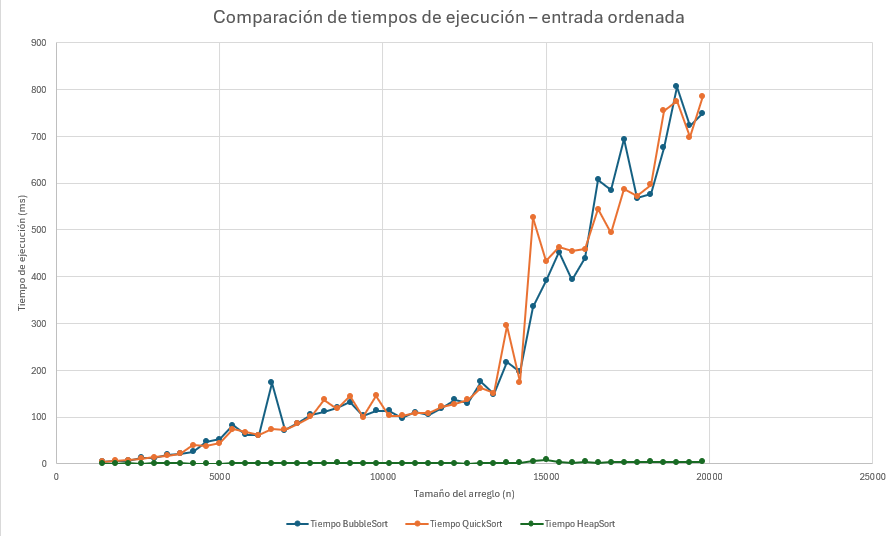 Comparación de tiempos de ejecución – entrada ordenada
900
800
700
600
500
400
300
200
100
0
Tiempo de ejecución (ms)
0 5000 10000 15000 20000 25000
Tamaño del arreglo (n)
Tiempo BubbleSort Tiempo QuickSort Tiempo HeapSort